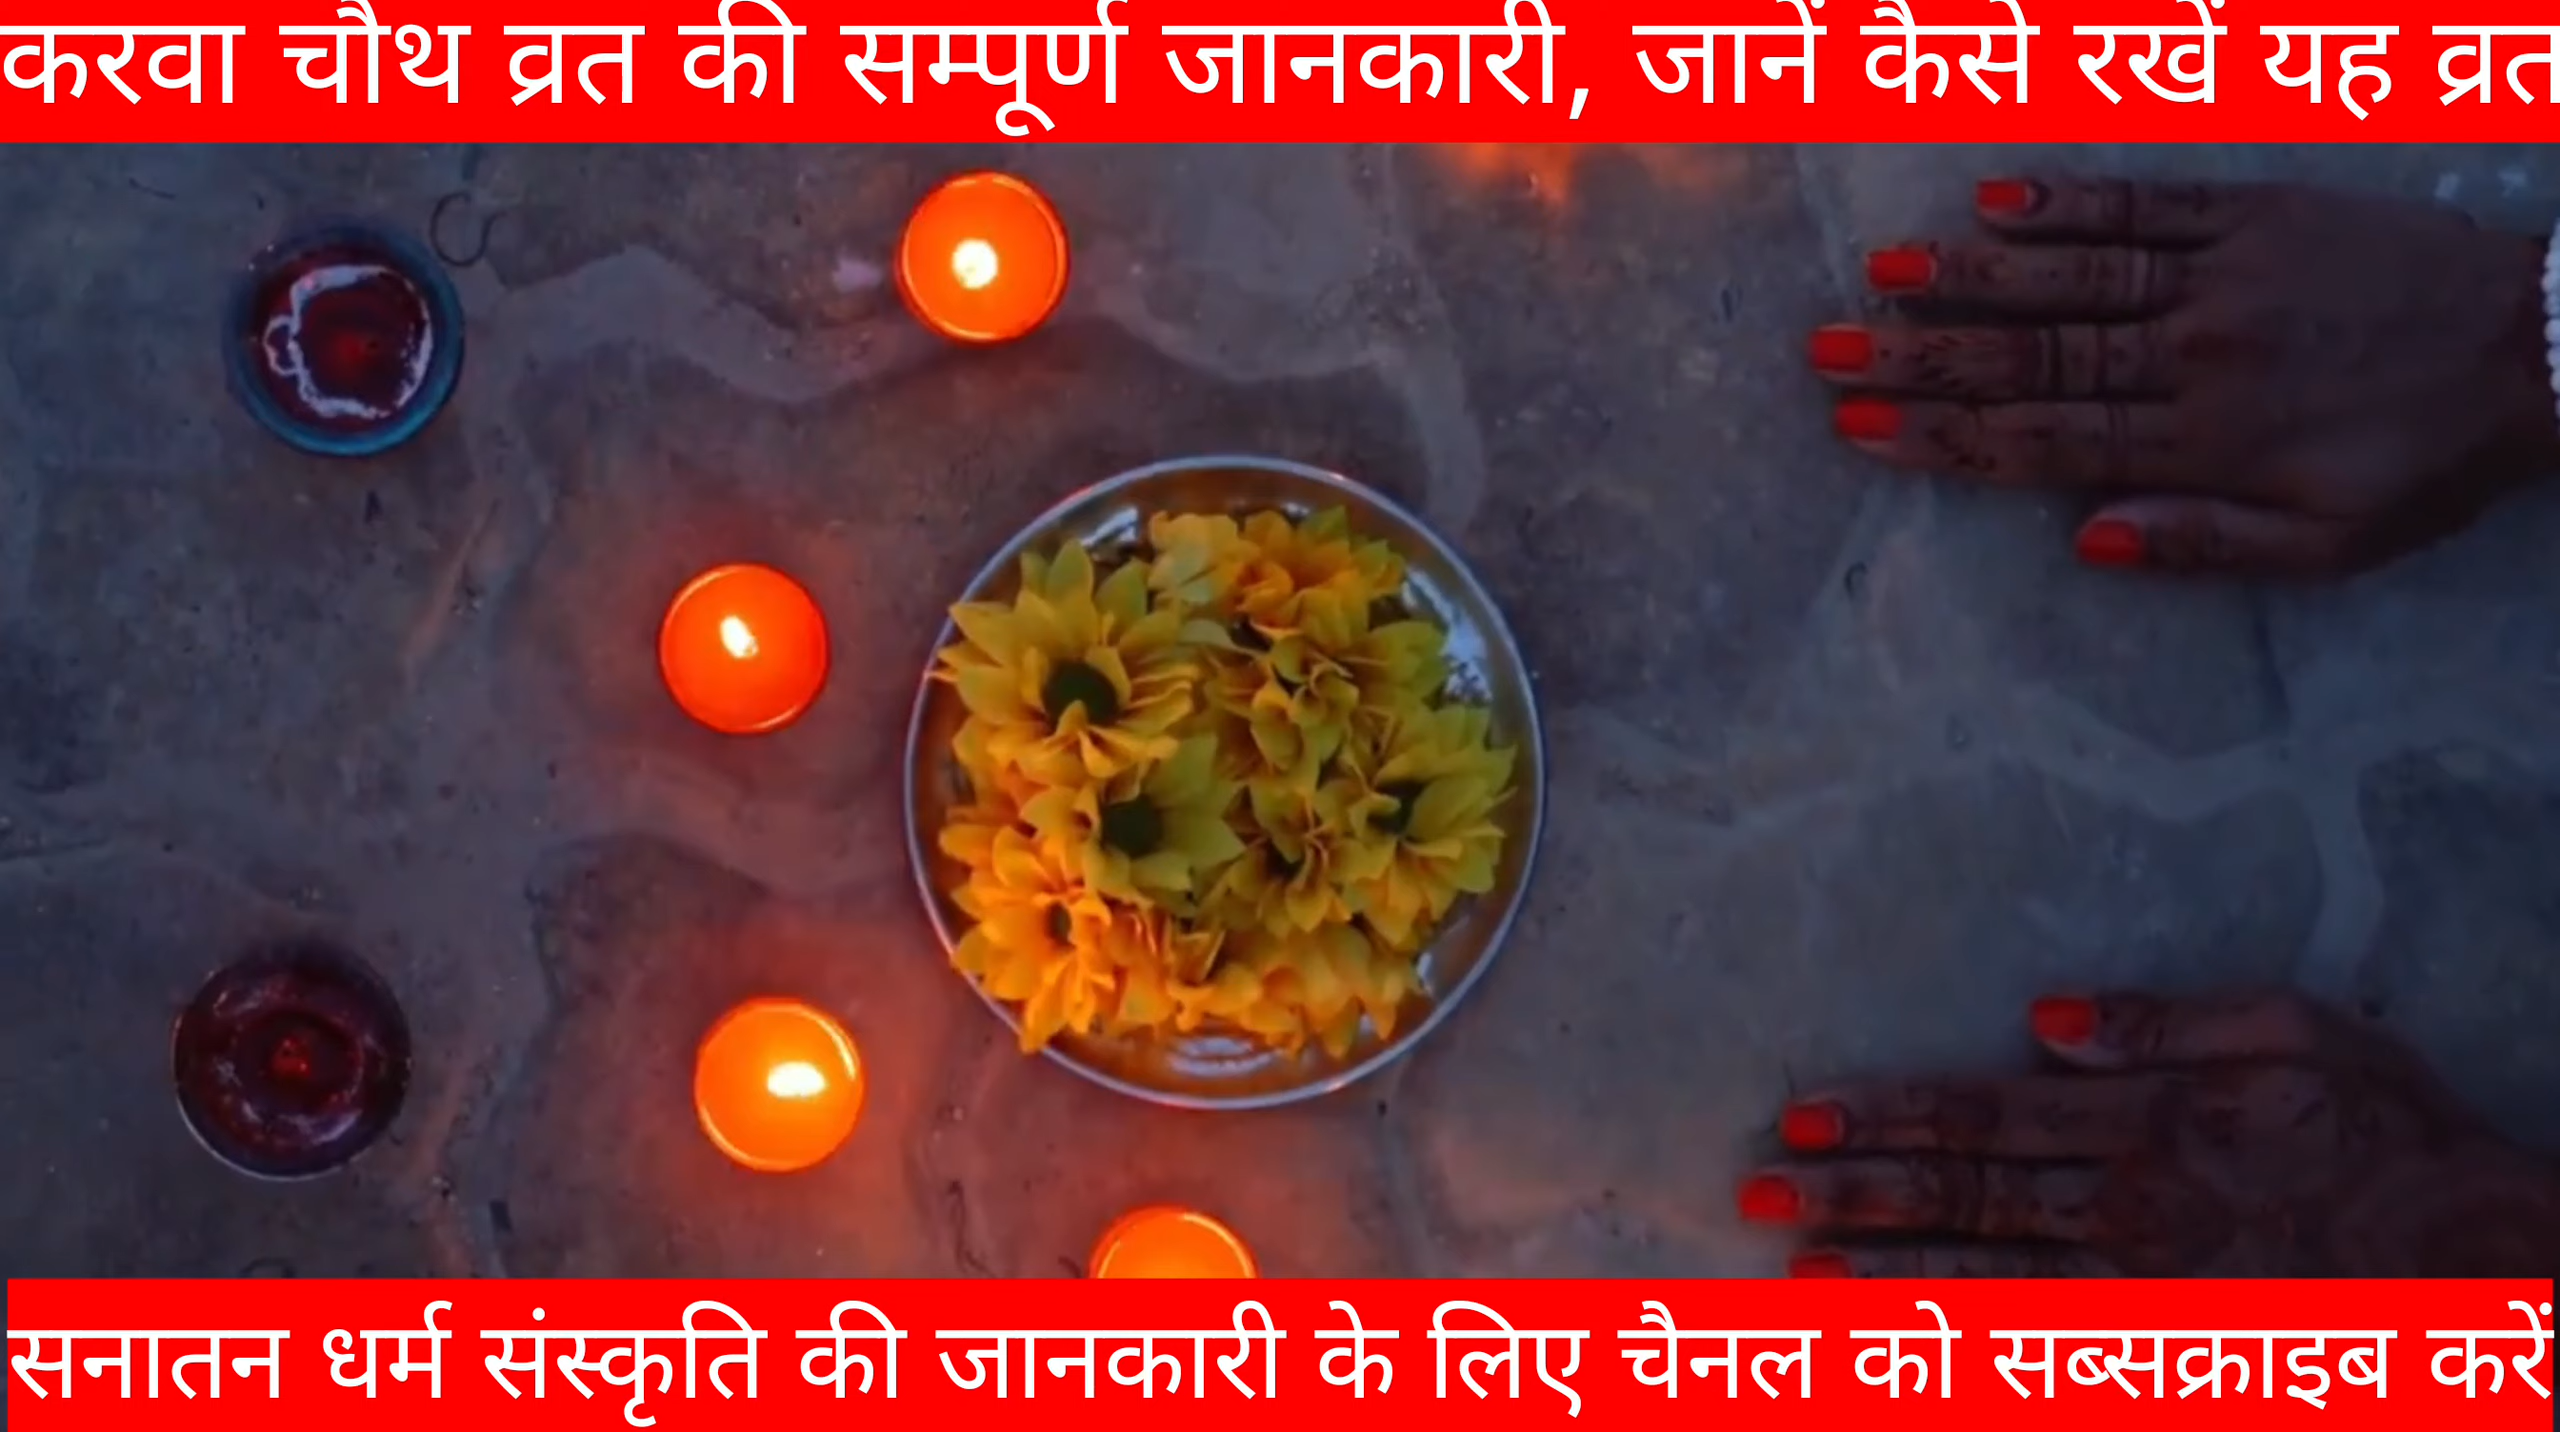 करवा चौथ व्रत की सम्पूर्ण जानकारी, जानें कैसे रखें यह व्रत
सनातन धर्म संस्कृति की जानकारी के लिए चैनल को सब्सक्राइब करें